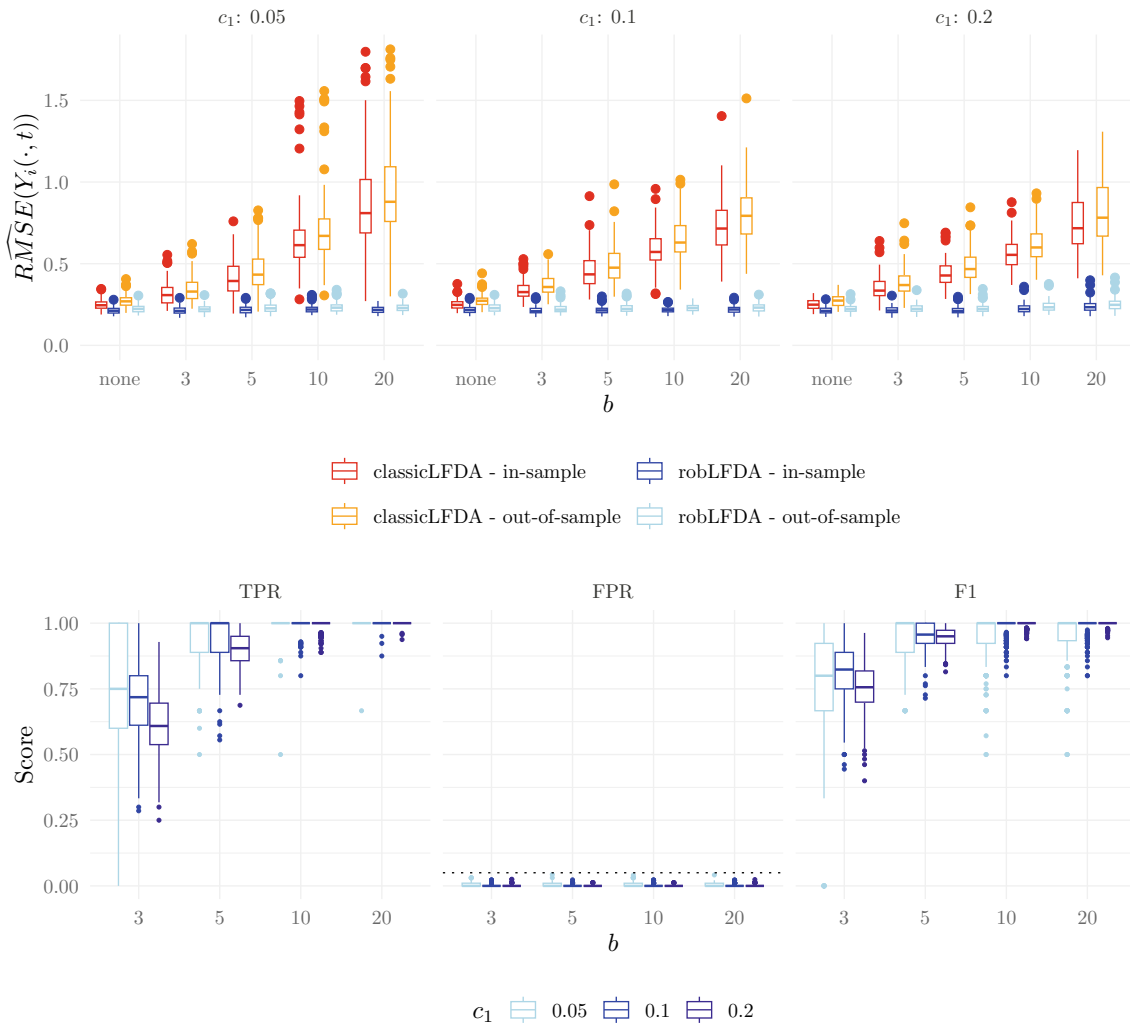 c₁: 0.05 c₁: 0.1 c₁: 0.2
RMSE(Yᵢ(·, t))
1.5
1.0
0.5
0.0
none 3 5 10 20 none 3 5 10 20 none 3 5 10 20
b
b
b
classicLFDA - in-sample robLFDA - in-sample
classicLFDA - out-of-sample robLFDA - out-of-sample
TPR FPR F1
Score
1.00
0.75
0.50
0.25
0.00
3 5 10 20 3 5 10 20 3 5 10 20
b
c₁ 0.05 0.1 0.2